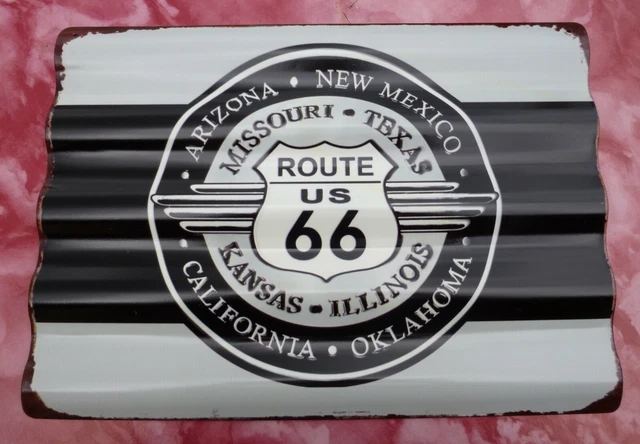 ARIZONA • NEW MEXICO
MISSOURI • TEXAS
ROUTE
US
66
KANSAS • ILLINOIS
CALIFORNIA • OKLAHOMA